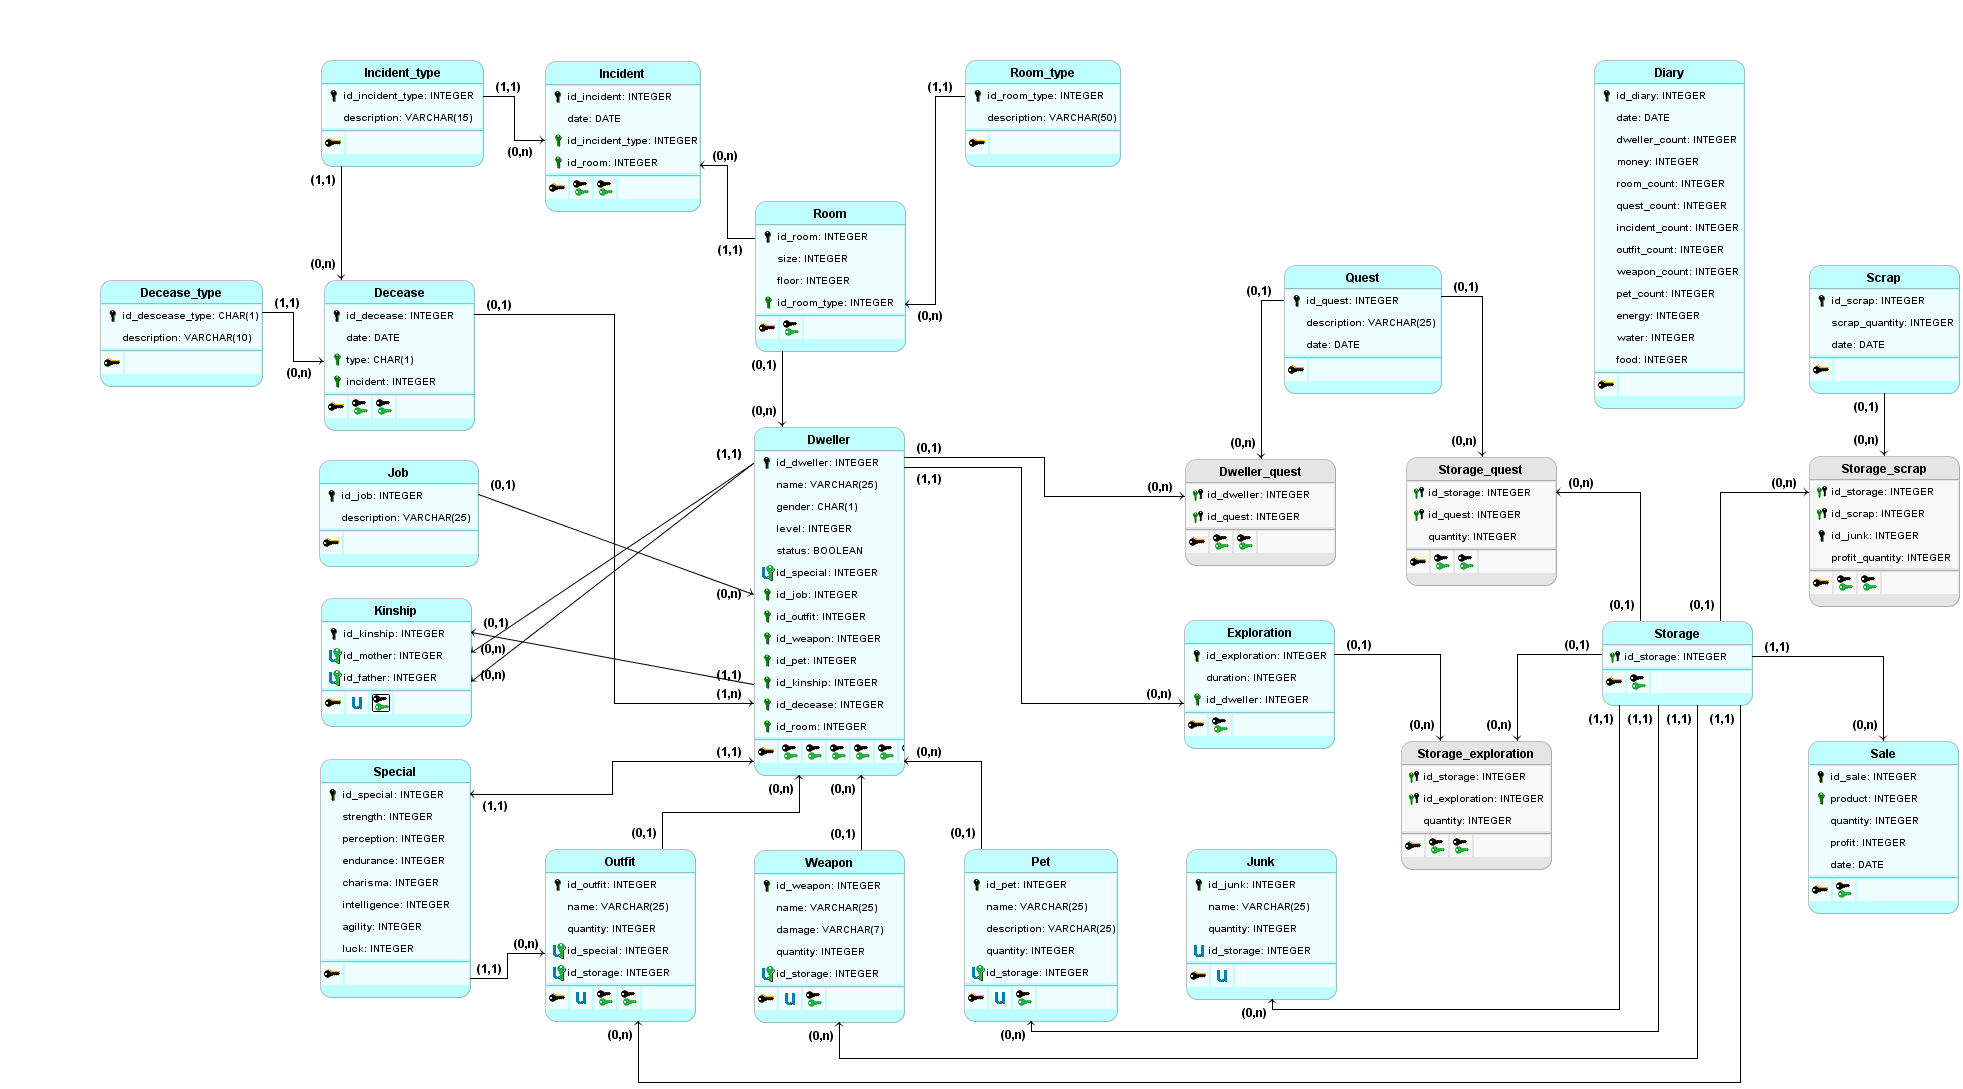 Incident_type
id_incident_type: INTEGER
description: VARCHAR(15)
(1,1)
(0,n)
(1,1)
(0,n)
Incident
id_incident: INTEGER
date: DATE
id_incident_type: INTEGER
id_room: INTEGER
(0,n)
(1,1)
Room_type
id_room_type: INTEGER
description: VARCHAR(50)
(1,1)
(0,n)
Room
id_room: INTEGER
size: INTEGER
floor: INTEGER
id_room_type: INTEGER
(0,1)
(0,n)
Diary
id_diary: INTEGER
date: DATE
dweller_count: INTEGER
money: INTEGER
room_count: INTEGER
quest_count: INTEGER
incident_count: INTEGER
outfit_count: INTEGER
weapon_count: INTEGER
pet_count: INTEGER
energy: INTEGER
water: INTEGER
food: INTEGER
Decease_type
id_descease_type: CHAR(1)
description: VARCHAR(10)
(1,1)
(0,n)
Decease
id_decease: INTEGER
date: DATE
type: CHAR(1)
incident: INTEGER
(0,1)
Quest
id_quest: INTEGER
description: VARCHAR(25)
date: DATE
(0,1)
(0,1)
(0,n)
(0,n)
Scrap
id_scrap: INTEGER
scrap_quantity: INTEGER
date: DATE
(0,1)
(0,n)
Job
id_job: INTEGER
description: VARCHAR(25)
(0,1)
(0,n)
Dweller
id_dweller: INTEGER
name: VARCHAR(25)
gender: CHAR(1)
level: INTEGER
status: BOOLEAN
id_special: INTEGER
id_job: INTEGER
id_outfit: INTEGER
id_weapon: INTEGER
id_pet: INTEGER
id_kinship: INTEGER
id_decease: INTEGER
id_room: INTEGER
(1,1)
(0,1)
(1,1)
(0,n)
(0,n)
Dweller_quest
id_dweller: INTEGER
id_quest: INTEGER
Storage_quest
id_storage: INTEGER
id_quest: INTEGER
quantity: INTEGER
(0,n)
(0,n)
Storage_scrap
id_storage: INTEGER
id_scrap: INTEGER
id_junk: INTEGER
profit_quantity: INTEGER
Kinship
id_kinship: INTEGER
id_mother: INTEGER
id_father: INTEGER
u
(0,1)
(0,n)
(0,n)
(1,1)
(1,n)
(1,1)
(0,n)
Exploration
id_exploration: INTEGER
duration: INTEGER
id_dweller: INTEGER
(0,1)
(0,n)
(0,1)
(0,1)
(0,1)
(0,n)
Storage
id_storage: INTEGER
(1,1)
(1,1)
(1,1)
(1,1)
(1,1)
(0,n)
Storage_exploration
id_storage: INTEGER
id_exploration: INTEGER
quantity: INTEGER
Sale
id_sale: INTEGER
product: INTEGER
quantity: INTEGER
profit: INTEGER
date: DATE
Special
id_special: INTEGER
strength: INTEGER
perception: INTEGER
endurance: INTEGER
charisma: INTEGER
intelligence: INTEGER
agility: INTEGER
luck: INTEGER
(1,1)
(1,1)
(0,n)
(0,n)
(0,n)
(0,1)
(0,1)
(0,1)
Outfit
id_outfit: INTEGER
name: VARCHAR(25)
quantity: INTEGER
id_special: INTEGER
id_storage: INTEGER
u
(0,n)
Weapon
id_weapon: INTEGER
name: VARCHAR(25)
damage: VARCHAR(7)
quantity: INTEGER
id_storage: INTEGER
u
(0,n)
Pet
id_pet: INTEGER
name: VARCHAR(25)
description: VARCHAR(25)
quantity: INTEGER
id_storage: INTEGER
u
(0,n)
Junk
id_junk: INTEGER
name: VARCHAR(25)
quantity: INTEGER
u id_storage: INTEGER
u
(0,n)